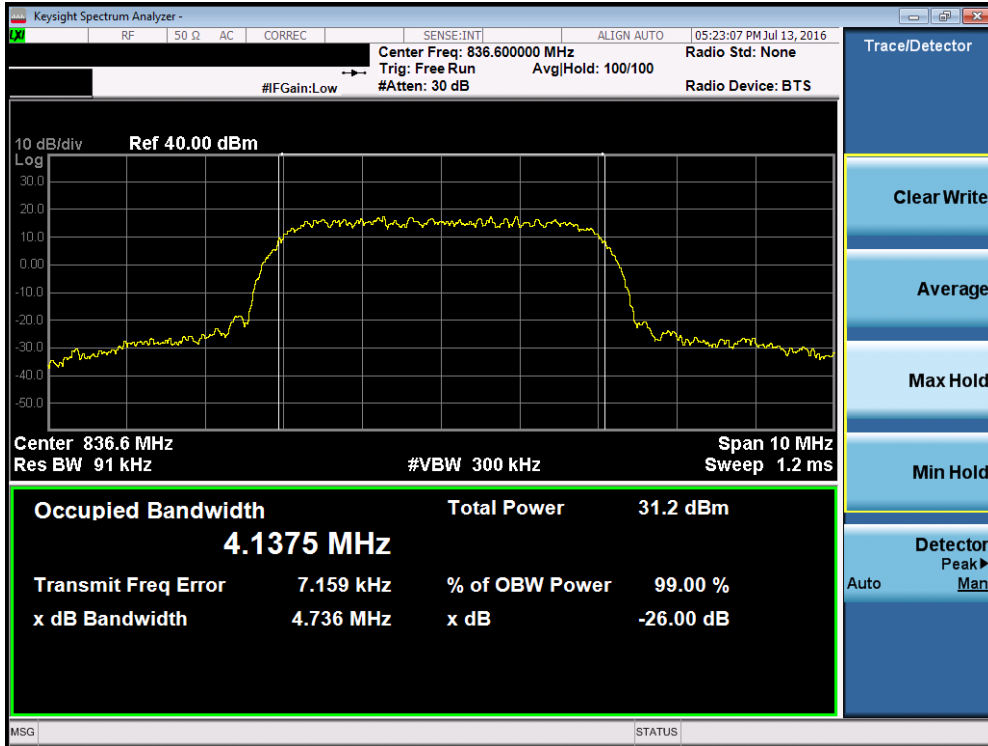 Keysight Spectrum Analyzer -
LXI RF 50 Ω AC CORREC SENSE:INT ALIGN AUTO 05:23:07 PM Jul 13, 2016
Center Freq: 836.600000 MHz Radio Std: None
Trig: Free Run Avg|Hold: 100/100
#IFGain:Low #Atten: 30 dB Radio Device: BTS
Trace/Detector
10 dB/div Ref 40.00 dBm
Log
30.0
20.0
10.0
0.00
-10.0
-20.0
-30.0
-40.0
-50.0
Center 836.6 MHz Span 10 MHz
Res BW 91 kHz #VBW 300 kHz Sweep 1.2 ms
Occupied Bandwidth Total Power 31.2 dBm
4.1375 MHz
Transmit Freq Error 7.159 kHz % of OBW Power 99.00 %
x dB Bandwidth 4.736 MHz x dB -26.00 dB
Clear Write
Average
Max Hold
Min Hold
Detector
Peak▶
Auto Man
MSG STATUS